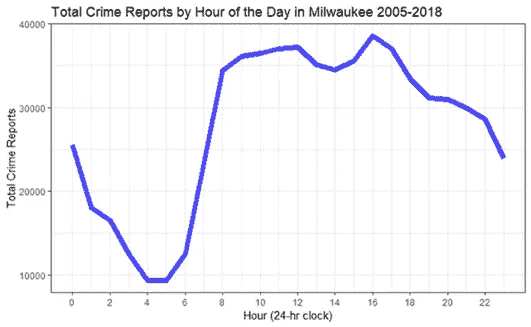 Total Crime Reports by Hour of the Day in Milwaukee 2005-2018
40000
30000
20000
10000
Total Crime Reports
0 2 4 6 8 10 12 14 16 18 20 22
Hour (24-hr clock)